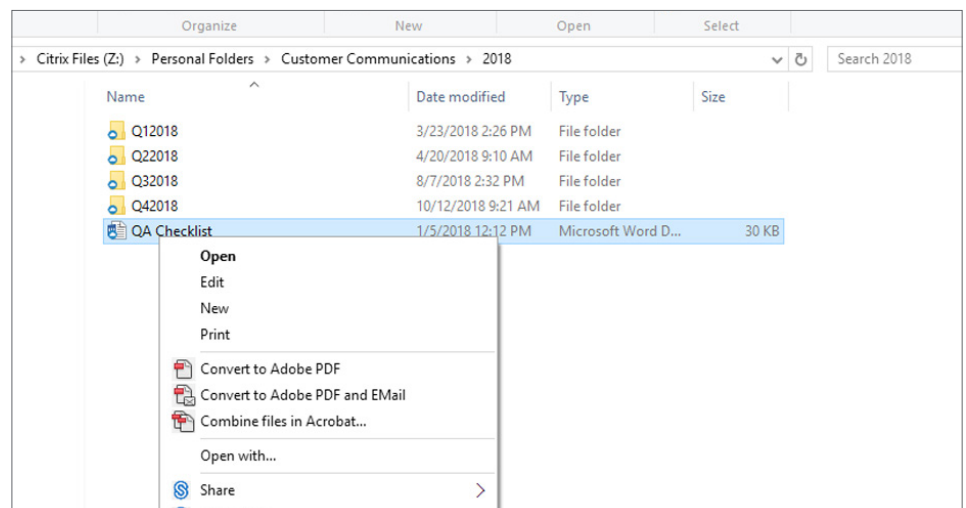 Organize New Open Select
› Citrix Files (Z:) › Personal Folders › Customer Communications › 2018 Search 2018
Name Date modified Type Size
Q12018 3/23/2018 2:26 PM File folder
Q22018 4/20/2018 9:10 AM File folder
Q32018 8/7/2018 2:32 PM File folder
Q42018 10/12/2018 9:21 AM File folder
QA Checklist 1/5/2018 12:12 PM Microsoft Word D... 30 KB
Open
Edit
New
Print
Convert to Adobe PDF
Convert to Adobe PDF and EMail
Combine files in Acrobat...
Open with...
Share